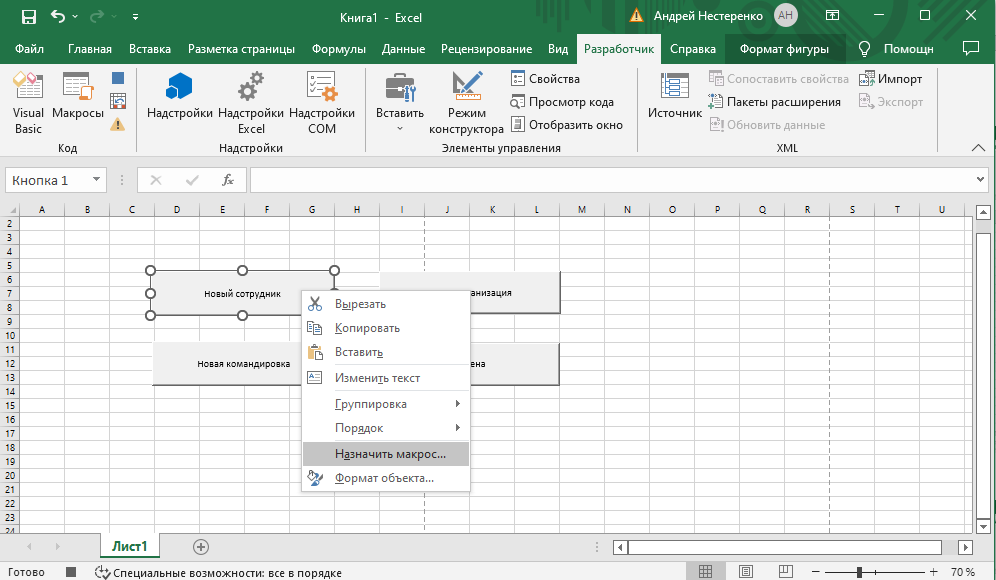 Книга1 - Excel
Андрей Нестеренко
АН
Файл Главная Вставка Разметка страницы Формулы Данные Рецензирование Вид Разработчик Справка Формат фигуры Помощн
Visual Basic
Макросы
Код
Надстройки
Надстройки Excel
Надстройки COM
Надстройки
Вставить
Режим конструктора
Свойства
Просмотр кода
Отобразить окно
Элементы управления
Источник
Сопоставить свойства
Пакеты расширения
Обновить данные
Импорт
Экспорт
XML
Кнопка 1
fx
A B C D E F G H I J K L M N O P Q R S T U
2
3
4
5
6
7
8
9
10
11
12
13
14
15
16
17
18
19
20
21
22
23
24
Новый сотрудник
анизация
Новая командировка
ена
Вырезать
Копировать
Вставить
Изменить текст
Группировка
Порядок
Назначить макрос...
Формат объекта...
Лист1
Готово
Специальные возможности: все в порядке
70 %